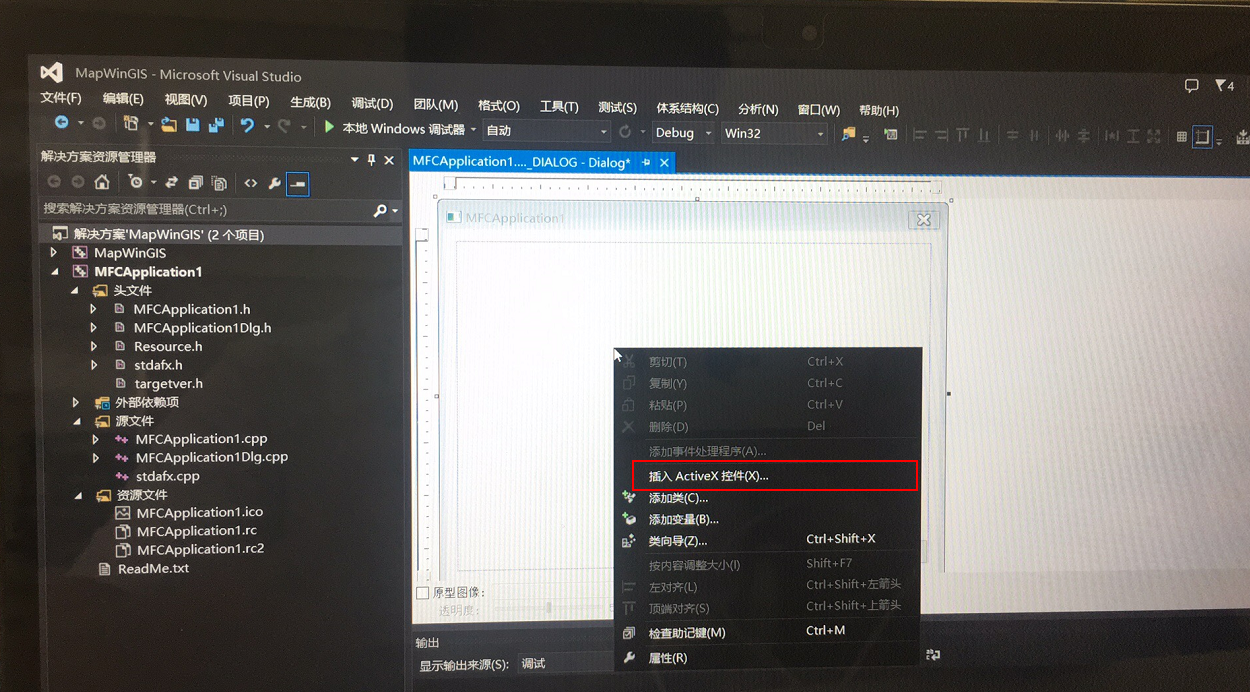 MapWinGIS - Microsoft Visual Studio
4
文件(F) 编辑(E) 视图(V) 项目(P) 生成(B) 调试(D) 团队(M) 格式(O) 工具(T) 测试(S) 体系结构(C) 分析(N) 窗口(W) 帮助(H)
本地 Windows 调试器 自动 Debug Win32
解决方案资源管理器
MFCApplication1...._DIALOG - Dialog*
搜索解决方案资源管理器(Ctrl+;)
解决方案'MapWinGIS' (2 个项目)
MapWinGIS
MFCApplication1
头文件
MFCApplication1.h
MFCApplication1Dlg.h
Resource.h
stdafx.h
targetver.h
外部依赖项
源文件
MFCApplication1.cpp
MFCApplication1Dlg.cpp
stdafx.cpp
资源文件
MFCApplication1.ico
MFCApplication1.rc
MFCApplication1.rc2
ReadMe.txt
MFCApplication1
剪切(T) Ctrl+X
复制(Y) Ctrl+C
粘贴(P) Ctrl+V
删除(D) Del
添加事件处理程序(A)...
插入 ActiveX 控件(X)...
添加类(C)...
添加变量(B)...
类向导(Z)... Ctrl+Shift+X
按内容调整大小(I) Shift+F7
左对齐(L) Ctrl+Shift+左箭头
顶端对齐(S) Ctrl+Shift+上箭头
检查助记键(M) Ctrl+M
属性(R)
原型图像:
透明度:
输出
显示输出来源(S): 调试